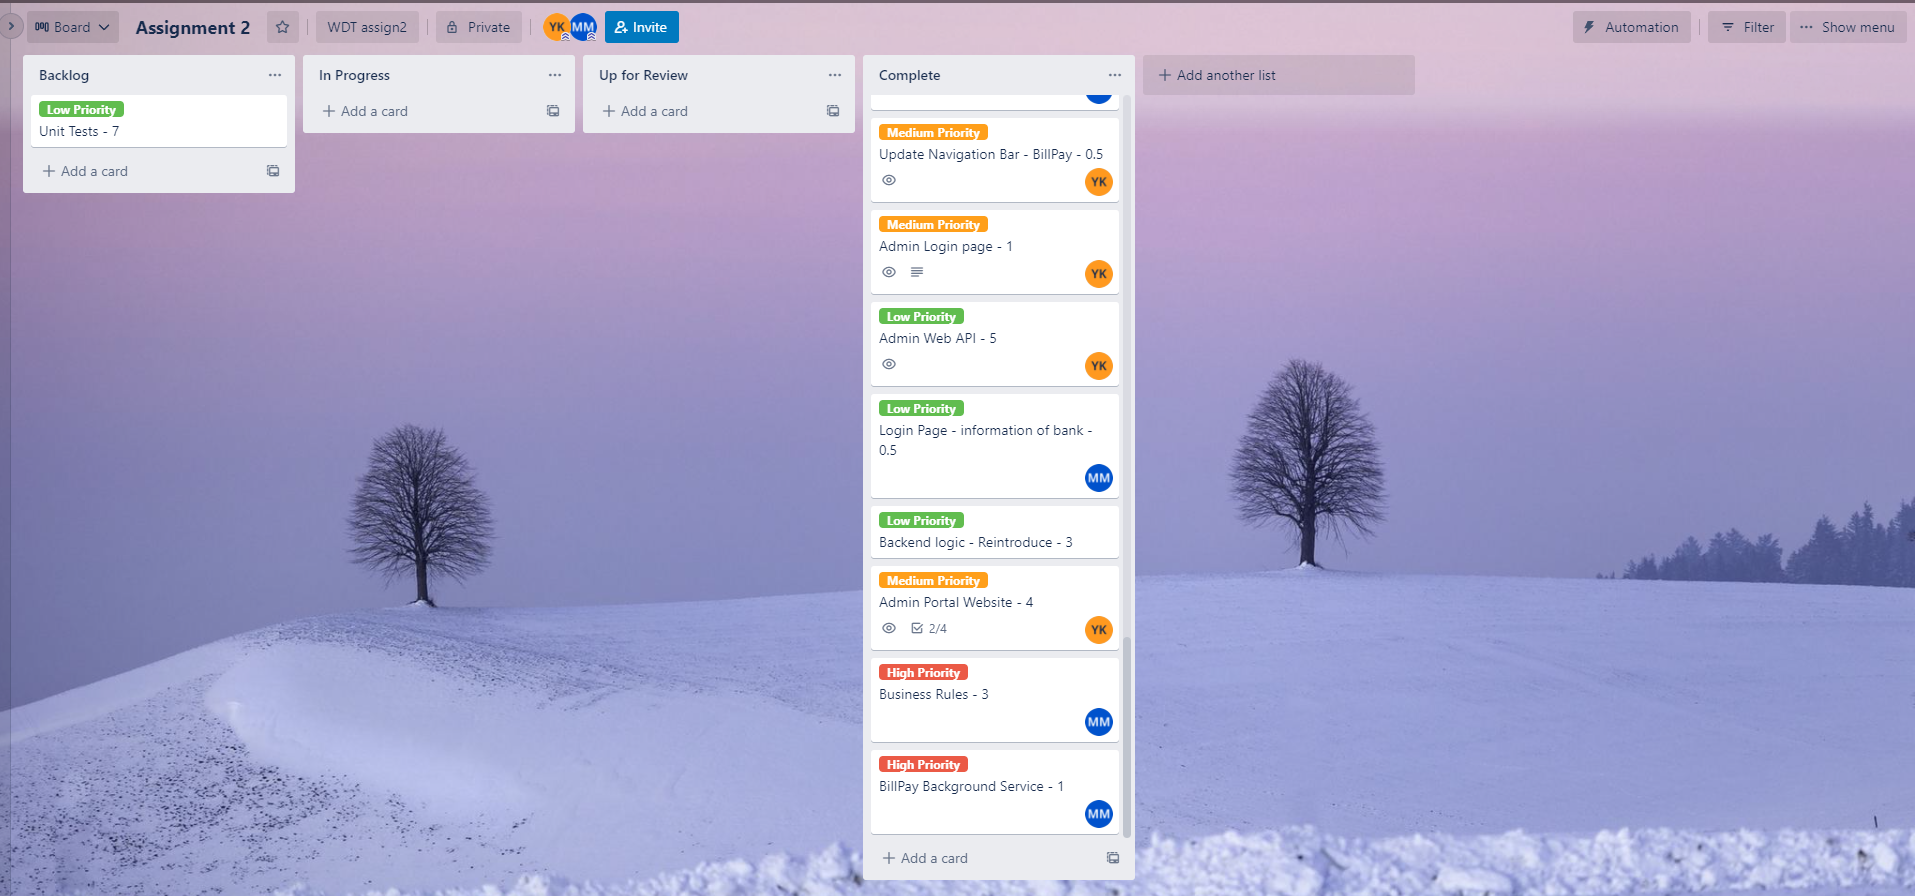 Board
Assignment 2
WDT assign2
Private
YK
MM
Invite
Automation
Filter
Show menu
Backlog
Low Priority
Unit Tests - 7
Add a card
In Progress
Add a card
Up for Review
Add a card
Complete
Medium Priority
Update Navigation Bar - BillPay - 0.5
YK
Medium Priority
Admin Login page - 1
YK
Low Priority
Admin Web API - 5
YK
Low Priority
Login Page - information of bank -
0.5
MM
Low Priority
Backend logic - Reintroduce - 3
Medium Priority
Admin Portal Website - 4
2/4
YK
High Priority
Business Rules - 3
MM
High Priority
BillPay Background Service - 1
MM
Add a card
Add another list